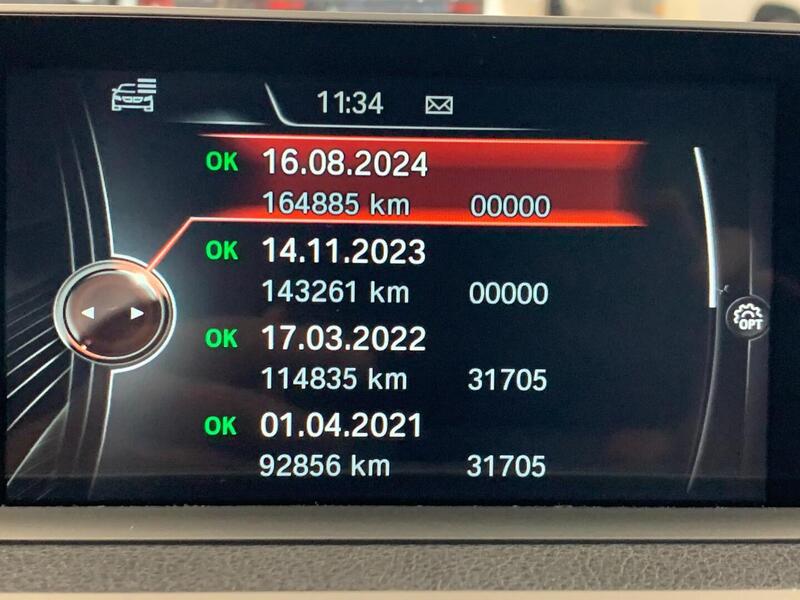 11:34
OK 16.08.2024
164885 km 00000
OK 14.11.2023
143261 km 00000
OK 17.03.2022
114835 km 31705
OK 01.04.2021
92856 km 31705
OPT